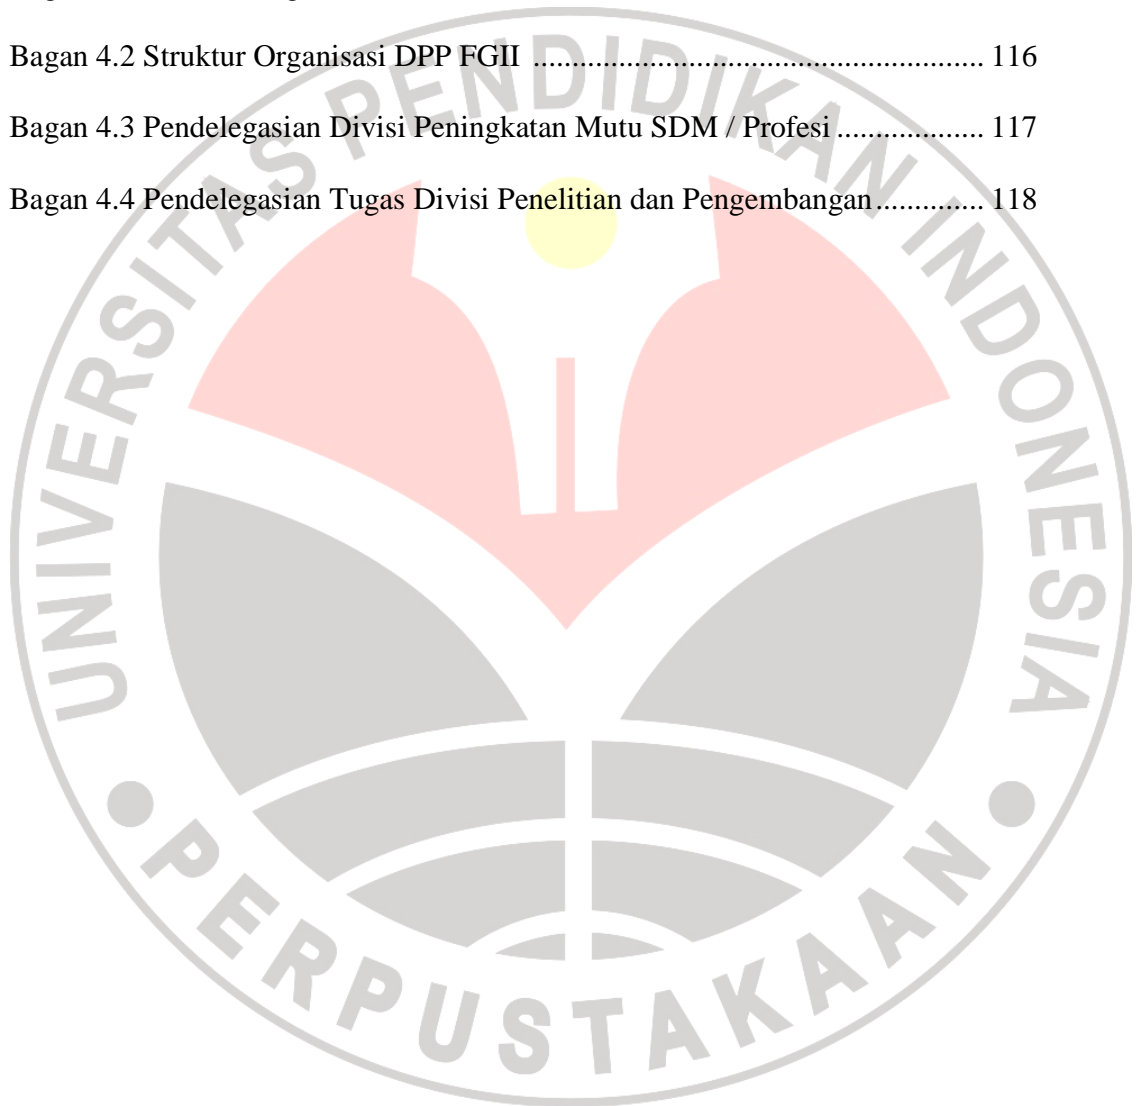 Bagan 4.2 Struktur Organisasi DPP FGII .......................................................... 116
Bagan 4.3 Pendelegasian Divisi Peningkatan Mutu SDM / Profesi ................... 117
Bagan 4.4 Pendelegasian Tugas Divisi Penelitian dan Pengembangan .............. 118
UNIVERSITAS PENDIDIKAN INDONESIA
PERPUSTAKAAN